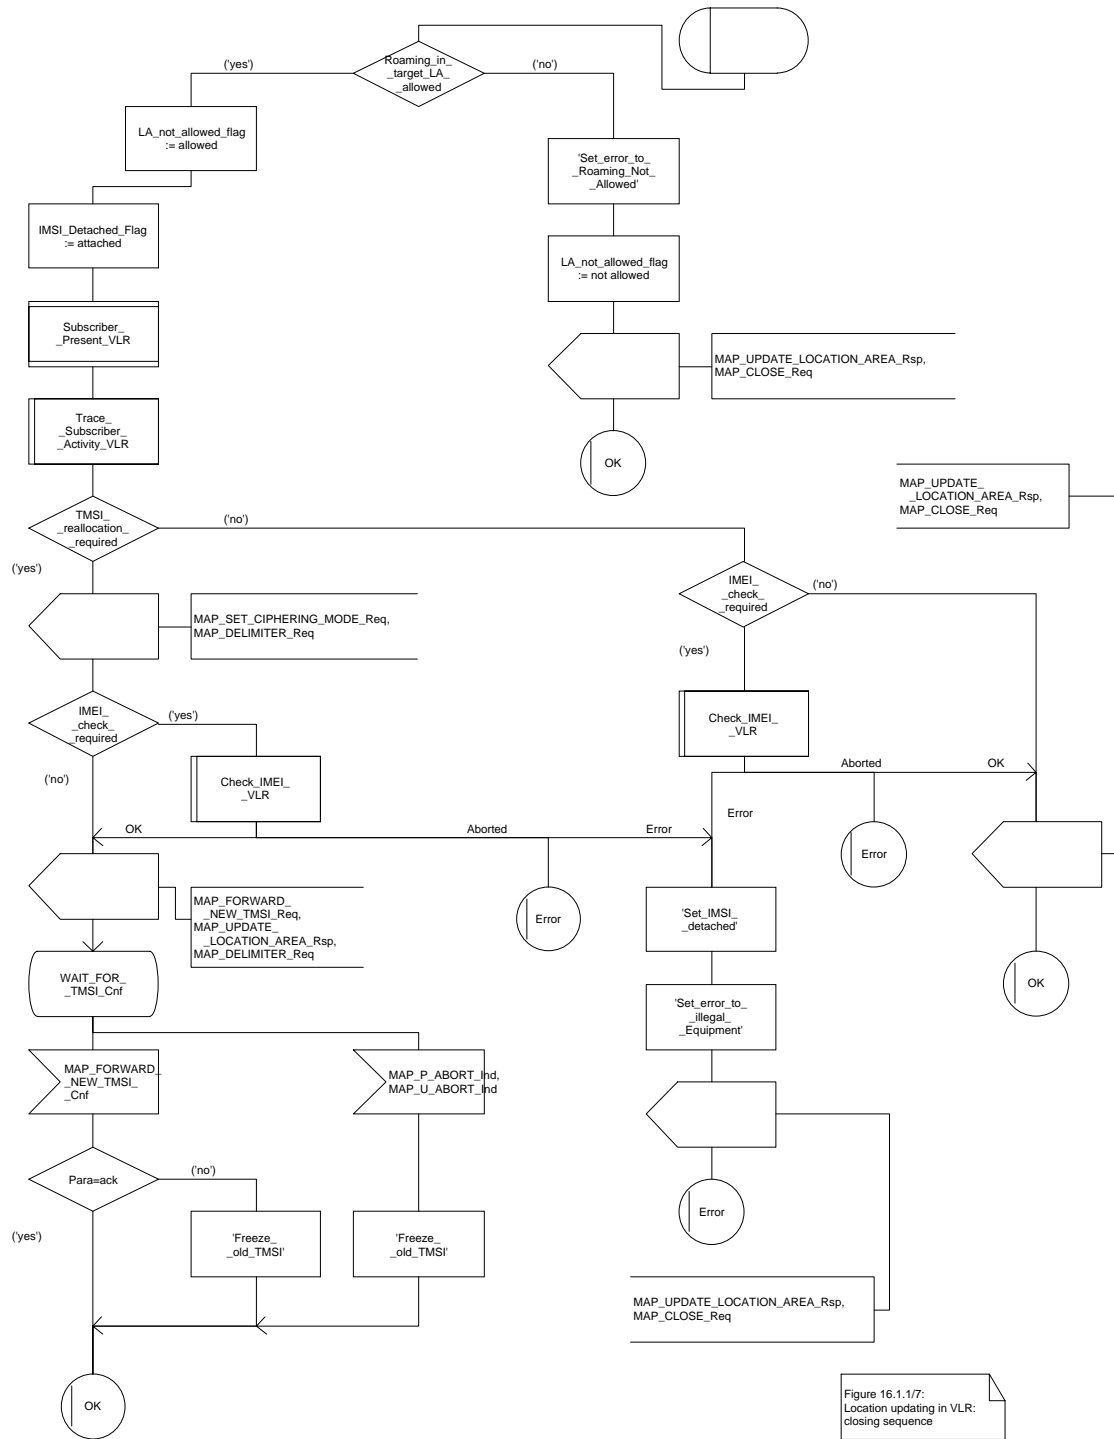 Roaming_in_
_target_LA_
_allowed
('yes')
('no')
LA_not_allowed_flag
:= allowed
'Set_error_to_
_Roaming_Not_
_Allowed'
IMSI_Detached_Flag
:= attached
LA_not_allowed_flag
:= not allowed
Subscriber_
_Present_VLR
MAP_UPDATE_LOCATION_AREA_Rsp,
MAP_CLOSE_Req
Trace_
_Subscriber_
_Activity_VLR
OK
MAP_UPDATE_
_LOCATION_AREA_Rsp,
MAP_CLOSE_Req
TMSI_
_reallocation_
_required
('no')
('yes')
IMEI_
_check_
_required
('no')
('yes')
MAP_SET_CIPHERING_MODE_Req,
MAP_DELIMITER_Req
IMEI_
_check_
_required
('yes')
('no')
Check_IMEI_
_VLR
Check_IMEI_
_VLR
Aborted
OK
Error
OK
Aborted
Error
Error
MAP_FORWARD_
_NEW_TMSI_Req,
MAP_UPDATE_
_LOCATION_AREA_Rsp,
MAP_DELIMITER_Req
Error
'Set_IMSI_
_detached'
OK
WAIT_FOR_
_TMSI_Cnf
'Set_error_to_
_illegal_
_Equipment'
MAP_FORWARD_
_NEW_TMSI_
_Cnf
MAP_P_ABORT_Ind,
MAP_U_ABORT_Ind
Para=ack
('no')
('yes')
'Freeze_
_old_TMSI'
'Freeze_
_old_TMSI'
Error
MAP_UPDATE_LOCATION_AREA_Rsp,
MAP_CLOSE_Req
OK
Figure 16.1.1/7:
Location updating in VLR:
closing sequence